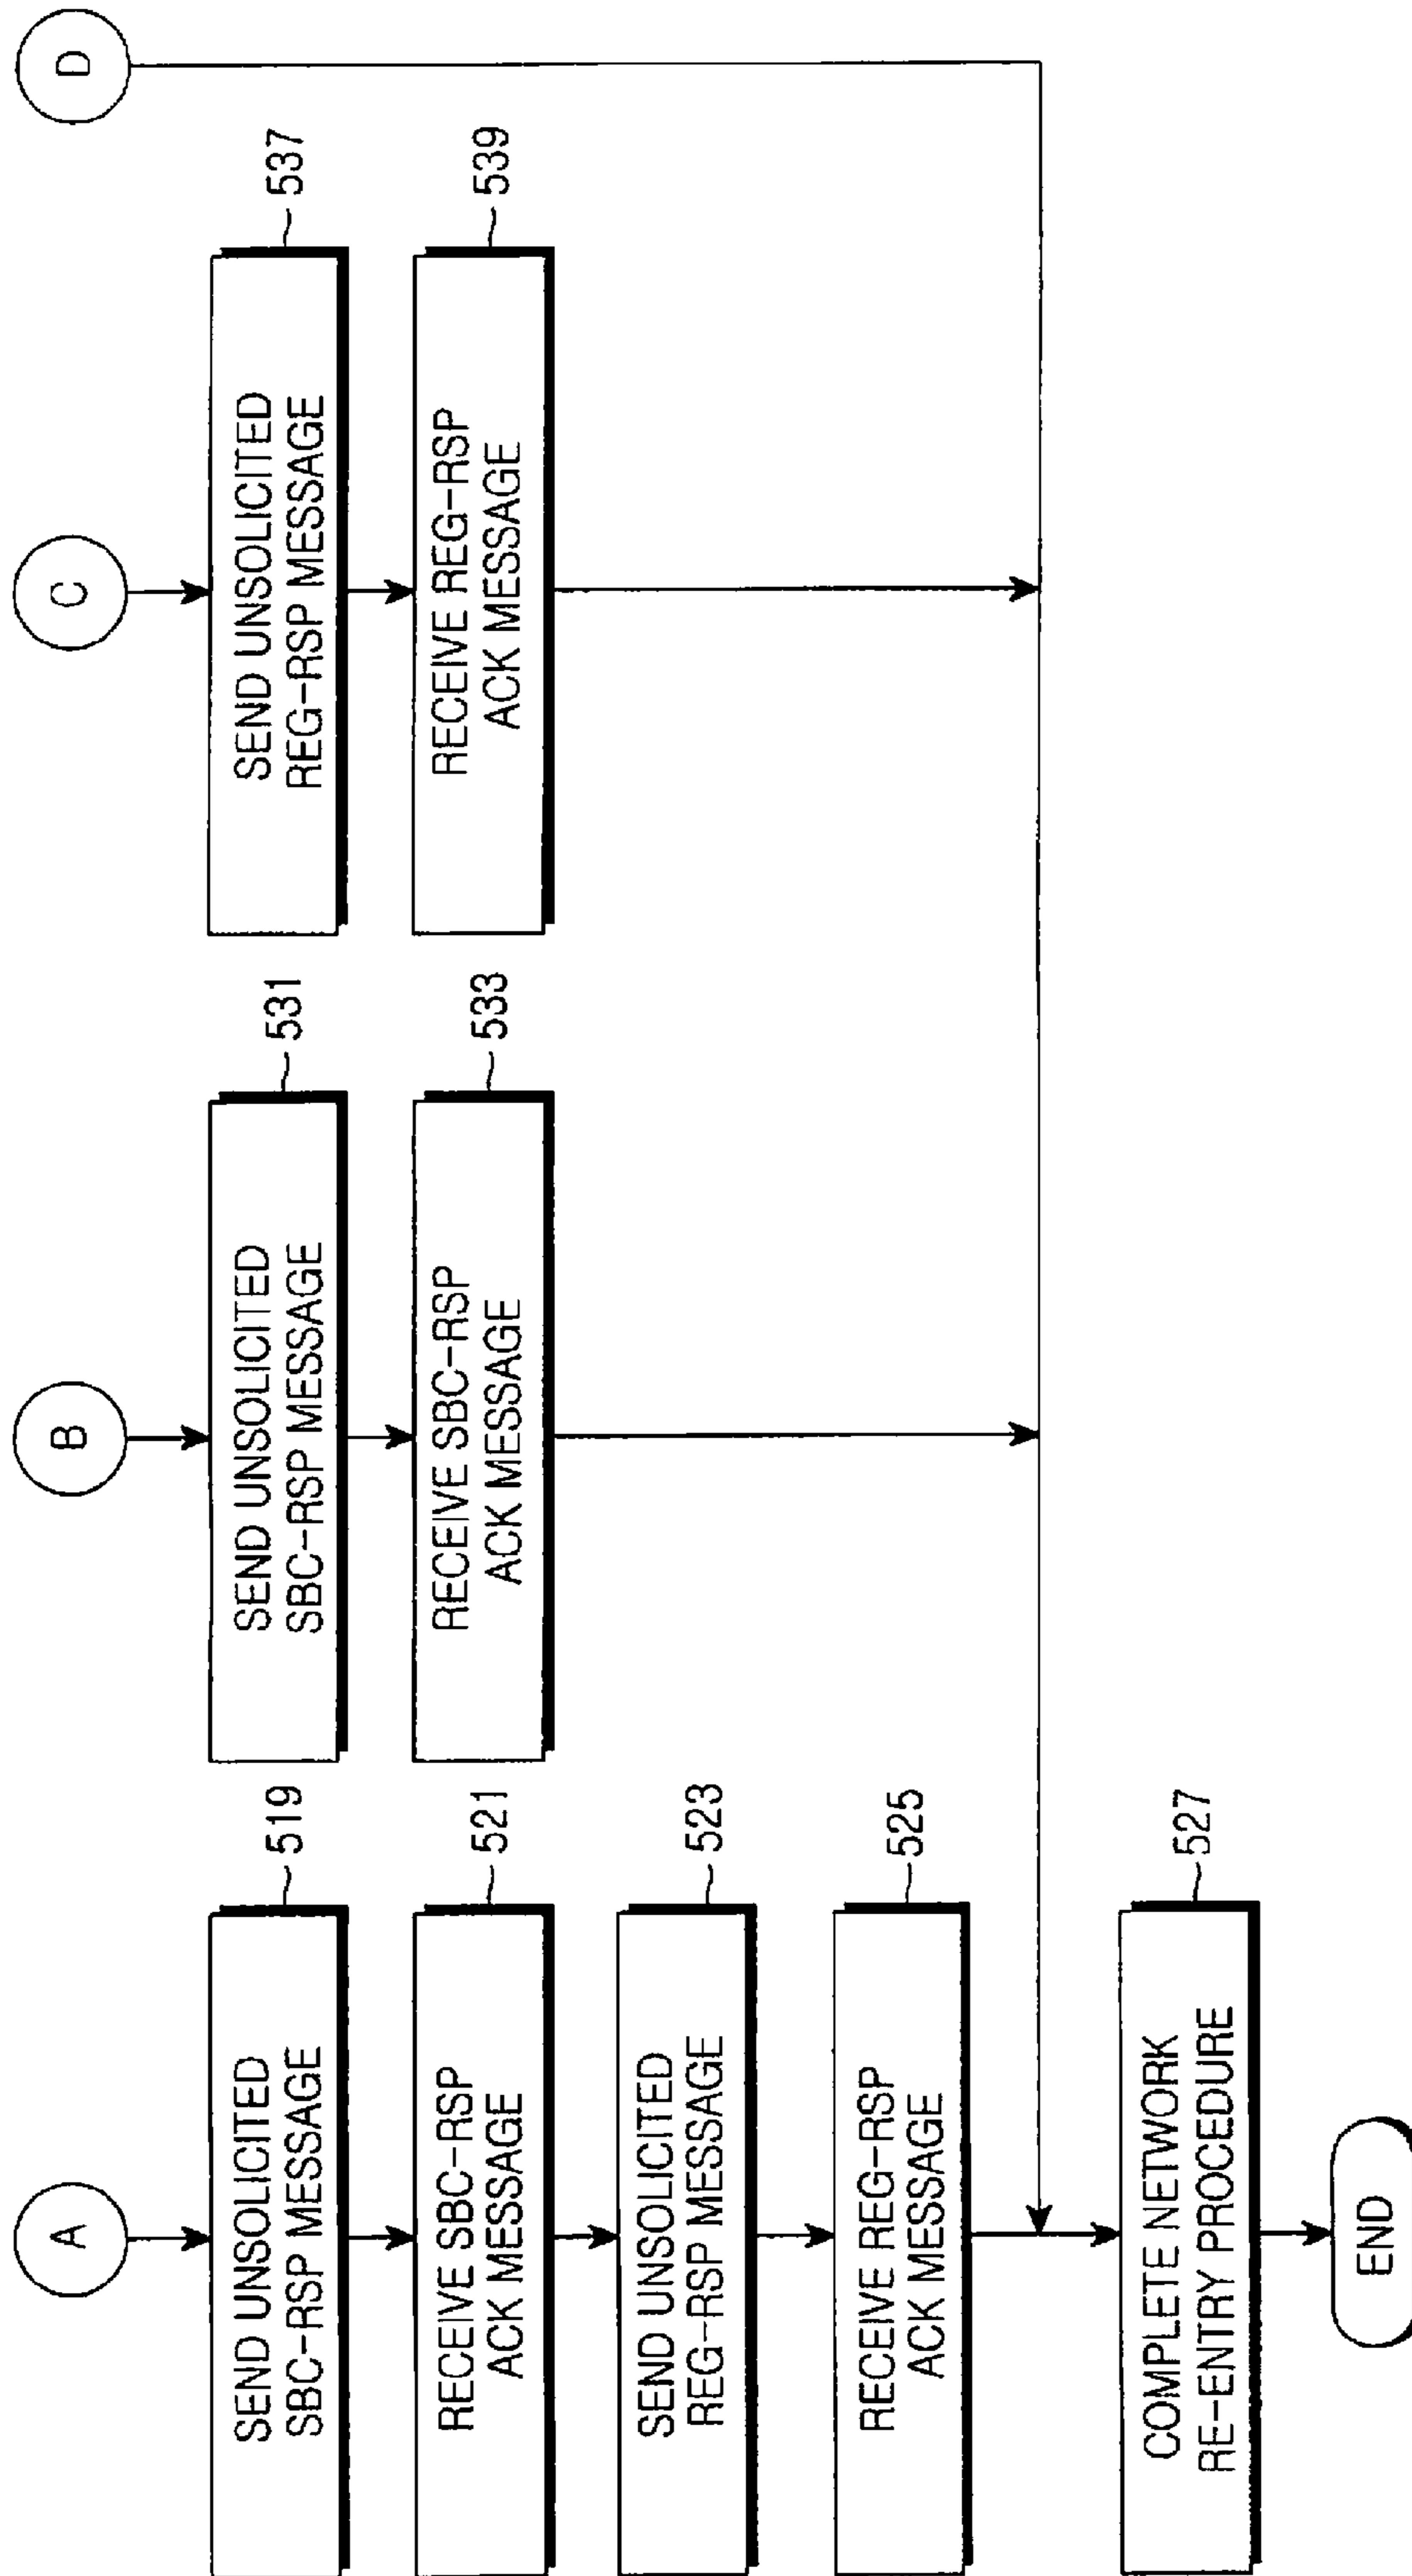 A
SEND UNSOLICITED
SBC-RSP MESSAGE
519
RECEIVE SBC-RSP
ACK MESSAGE
521
SEND UNSOLICITED
REG-RSP MESSAGE
523
RECEIVE REG-RSP
ACK MESSAGE
525
COMPLETE NETWORK
RE-ENTRY PROCEDURE
527
END
B
SEND UNSOLICITED
SBC-RSP MESSAGE
531
RECEIVE SBC-RSP
ACK MESSAGE
533
C
SEND UNSOLICITED
REG-RSP MESSAGE
537
RECEIVE REG-RSP
ACK MESSAGE
539
D